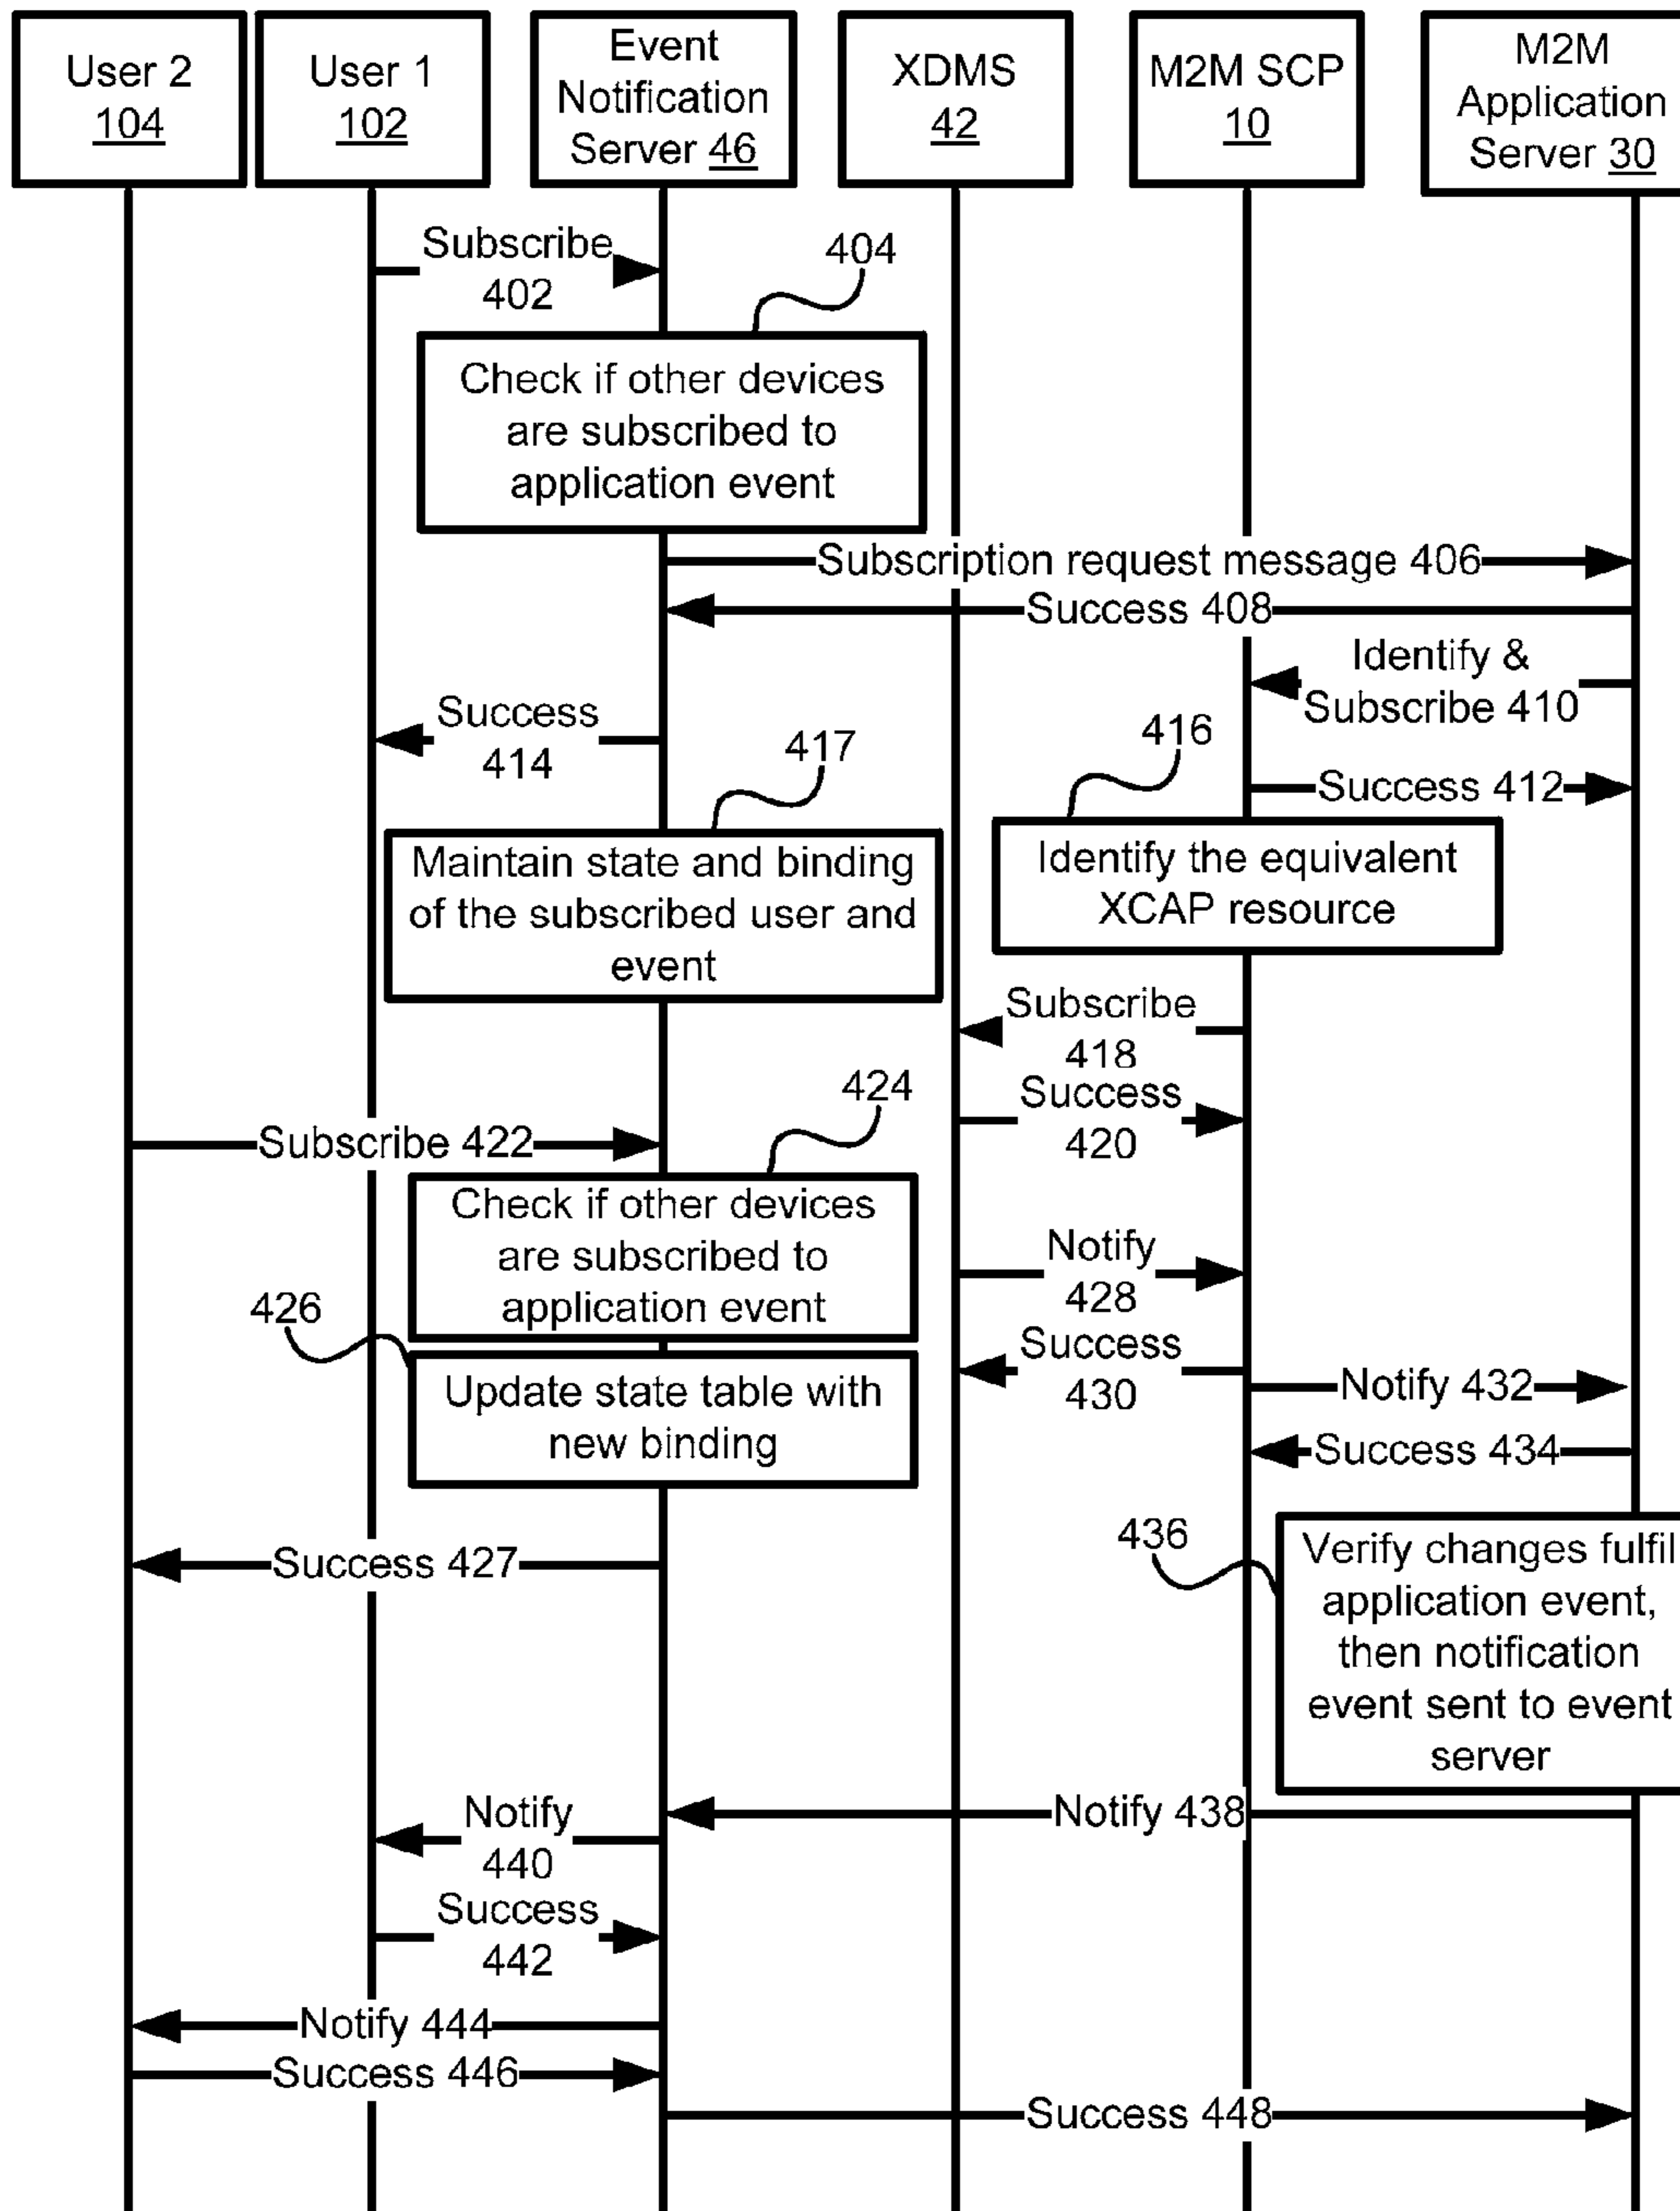 User 2
104
User 1
102
Event
Notification
Server 46
XDMS
42
M2M SCP
10
M2M
Application
Server 30
Subscribe
402
404
Check if other devices
are subscribed to
application event
Subscription request message 406
Success 408
Identify &
Subscribe 410
Success
414
417
416
Success 412
Maintain state and binding
of the subscribed user and
event
Identify the equivalent
XCAP resource
Subscribe
418
Success
420
424
Subscribe 422
Check if other devices
are subscribed to
application event
Notify
428
426
Success
430
Update state table with
new binding
Notify 432
Success 434
436
Verify changes fulfil
application event,
then notification
event sent to event
server
Success 427
Notify 438
Notify
440
Success
442
Notify 444
Success 446
Success 448